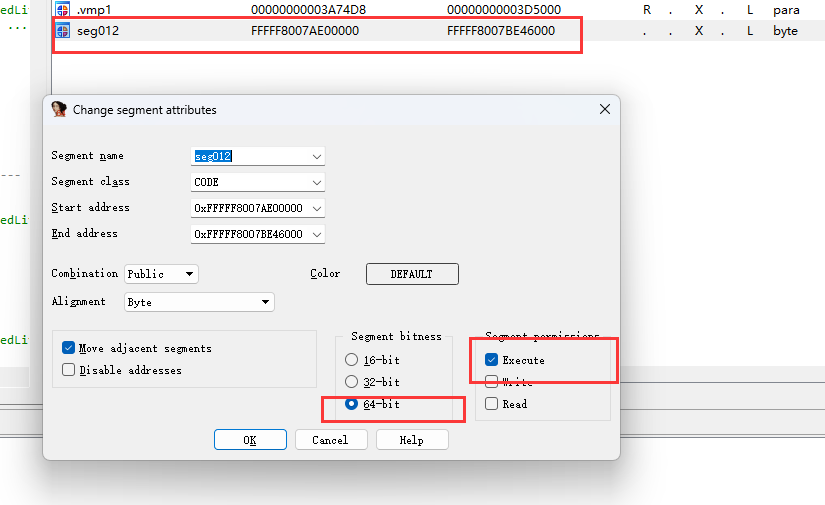 edLi .vmp1 00000000003A74D8 00000000003D5000 R . X . L para
...
seg012 FFFFF8007AE00000 FFFFF8007BE46000 . . X . L byte
Change segment attributes
Segment name seg012
Segment class CODE
Start address 0xFFFFF8007AE00000
End address 0xFFFFF8007BE46000
Combination Public Color DEFAULT
Alignment Byte
Segment bitness Segment permissions
Move adjacent segments 16-bit Execute
Disable addresses 32-bit Write
64-bit Read
OK Cancel Help
---
edLi
edLi